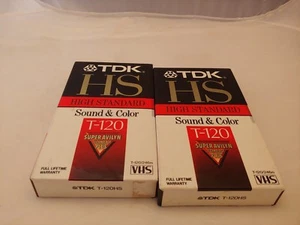 TDK
HS
HIGH STANDARD
Sound & Color
T-120
SUPER AVILYN
FULL LIFETIME
WARRANTY
VHS
TDK T-120HS
TDK
HS
HIGH STANDARD
Sound & Color
T-120
SUPER AVILYN
FULL LIFETIME
WARRANTY
VHS
TDK T-120HS